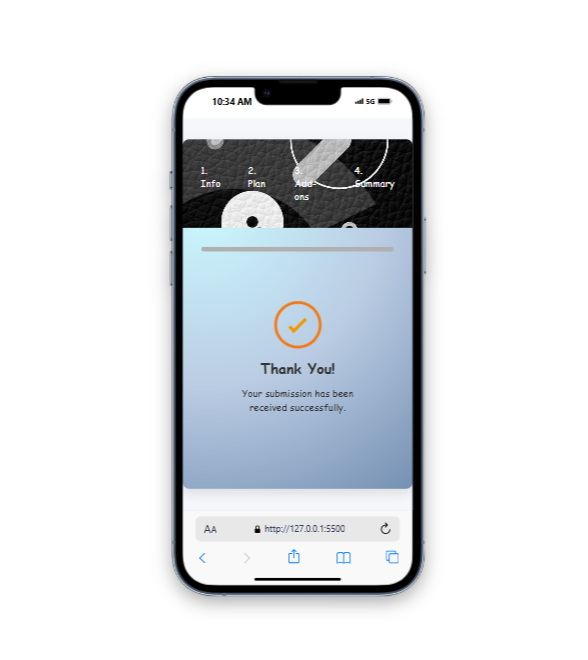 10:34 AM 5G
1. 2. 3. 4.
Info Plan Add- Summary
ons
Thank You!
Your submission has been
received successfully.
AA http://127.0.0.1:5500